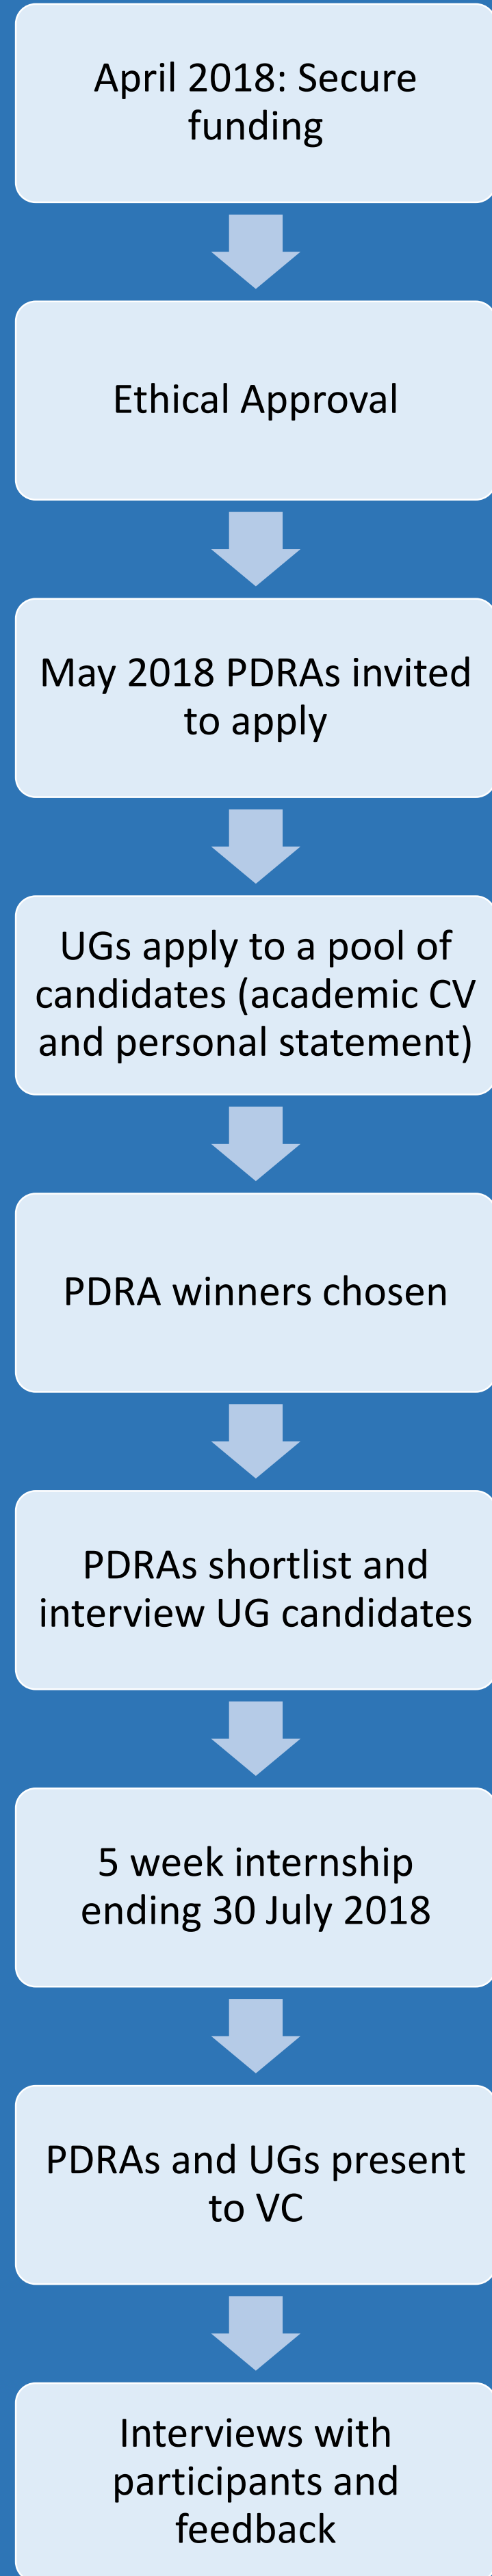 April 2018: Secure
funding
Ethical Approval
May 2018 PDRAs invited
to apply
UGs apply to a pool of
candidates (academic CV
and personal statement)
PDRA winners chosen
PDRAs shortlist and
interview UG candidates
5 week internship
ending 30 July 2018
PDRAs and UGs present
to VC
Interviews with
participants and
feedback